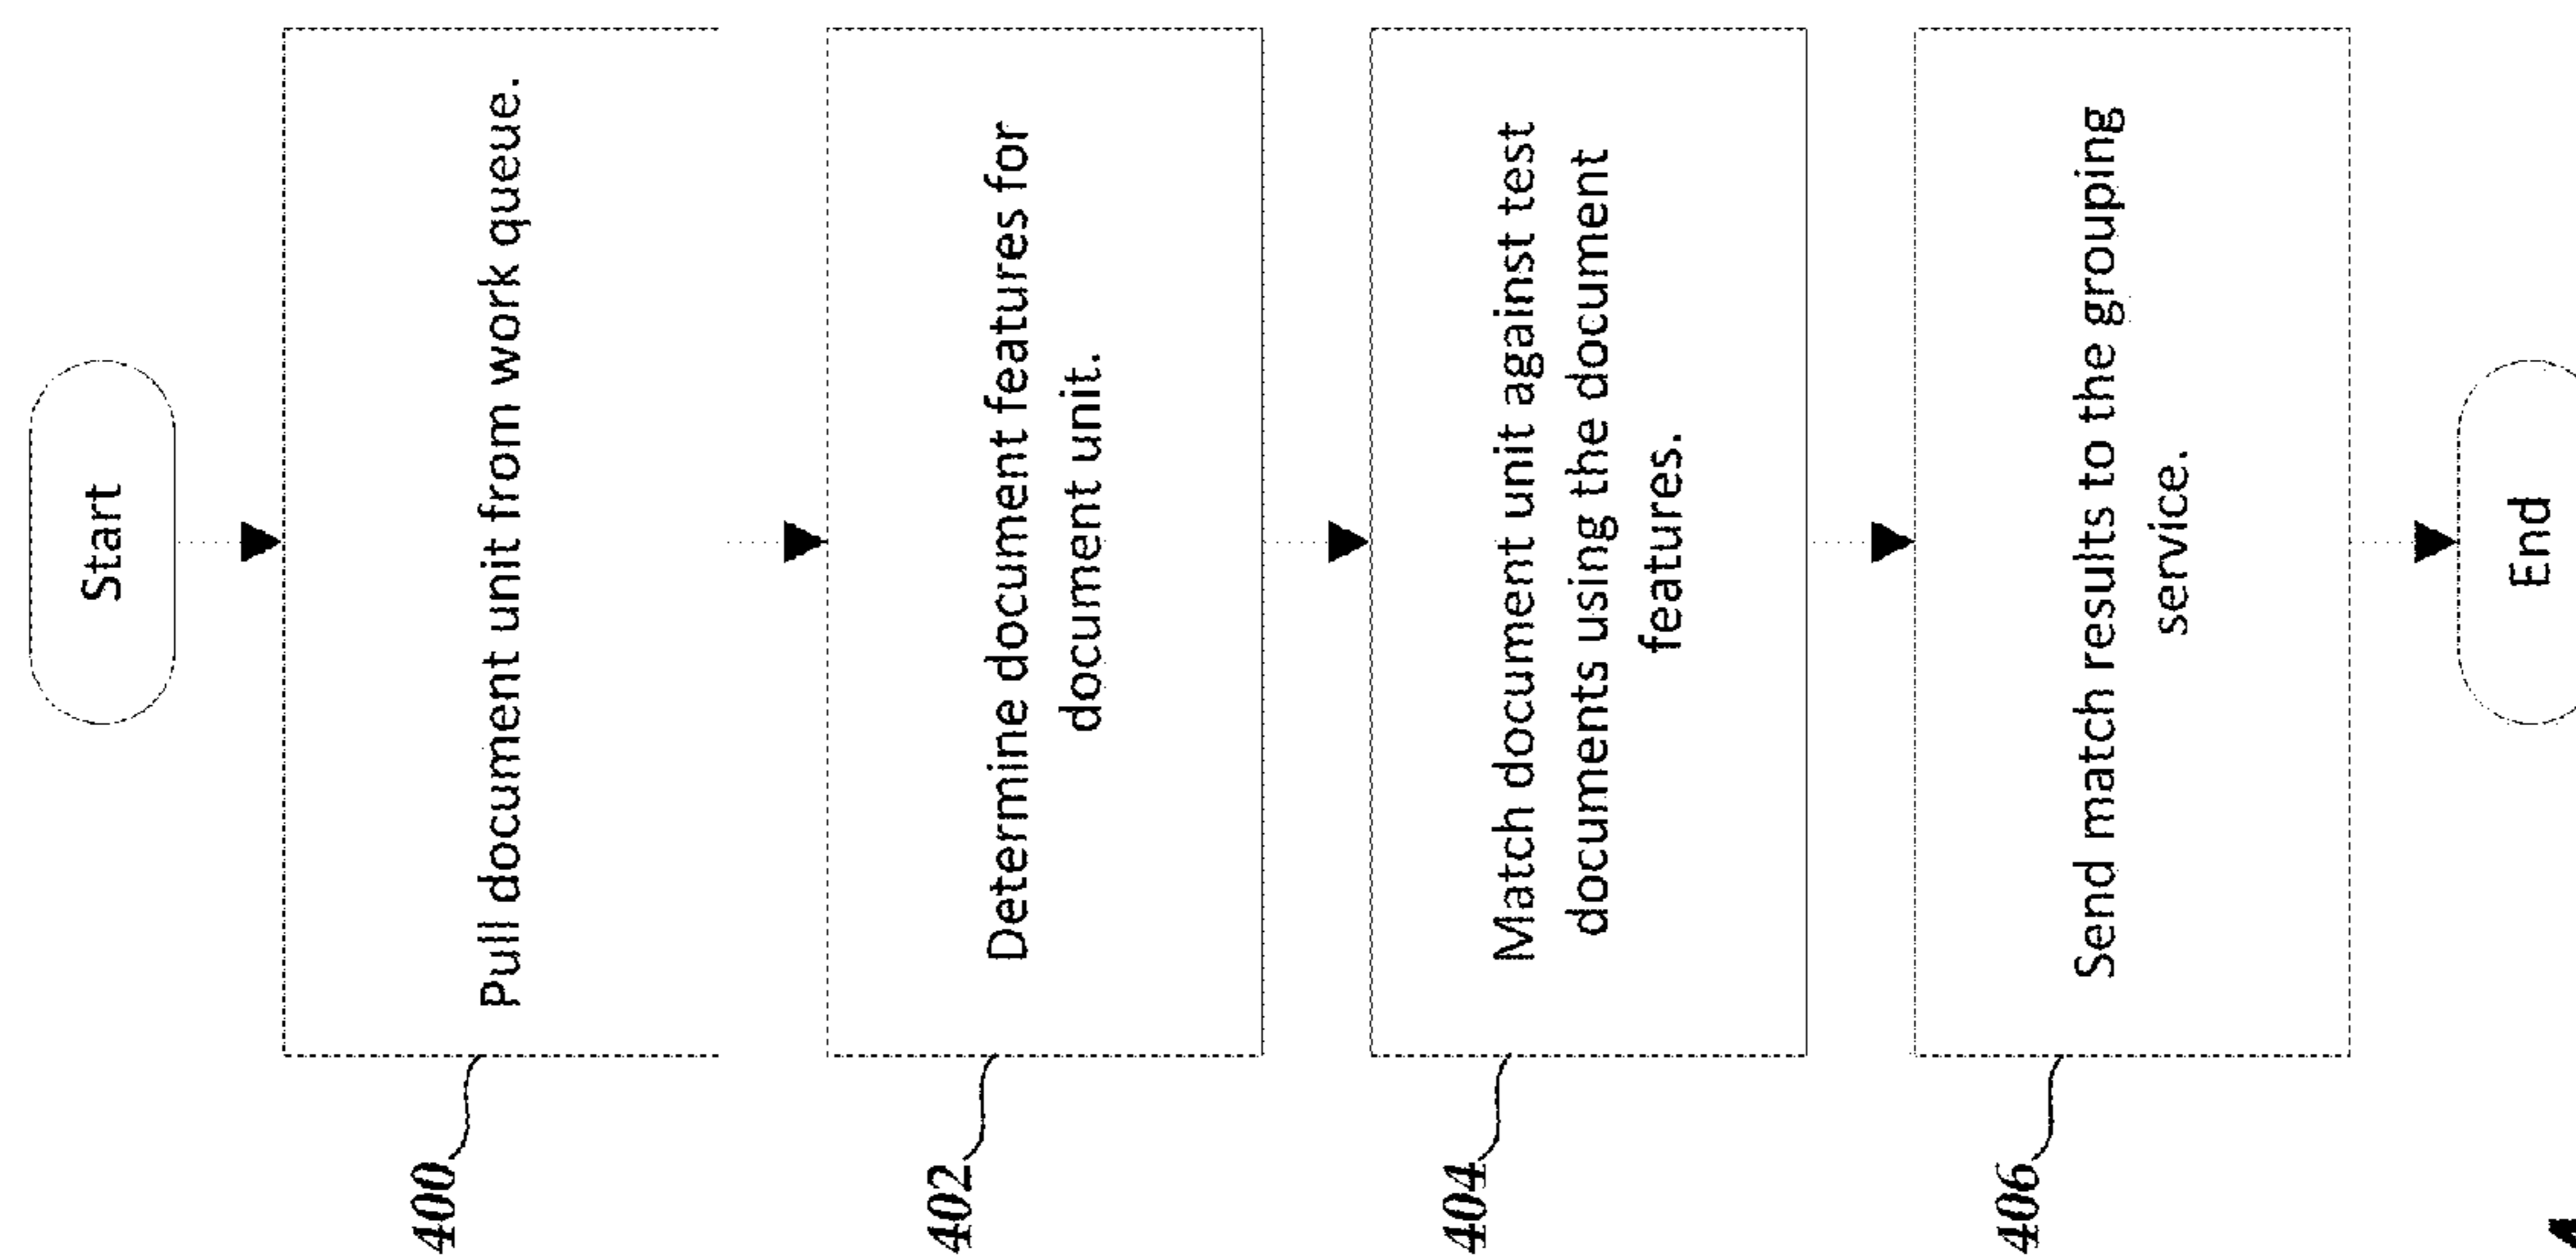 Start
400
Pull document unit from work queue.
402
Determine document features for
document unit.
404
Match document unit against test
documents using the document
features.
406
Send match results to the grouping
service.
End